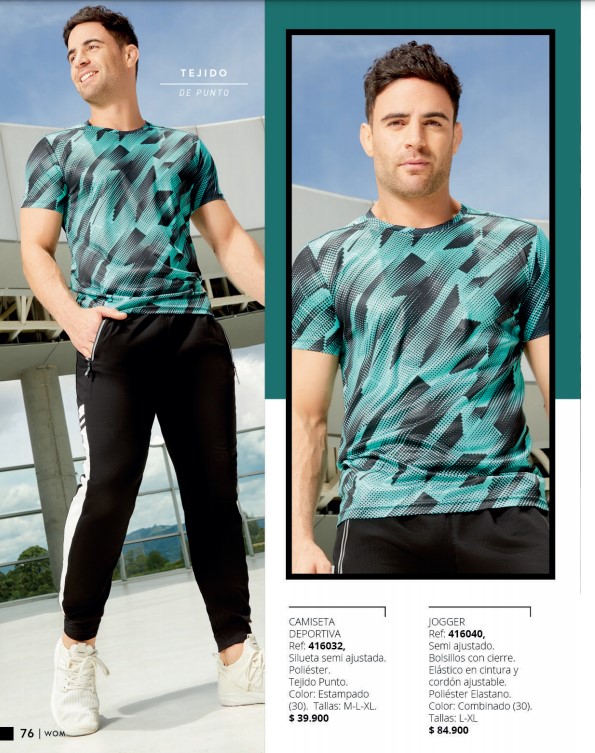 TEJIDO
DE PUNTO
CAMISETA
DEPORTIVA
Ref: 416032,
Silueta semi ajustada.
Poliéster.
Tejido Punto.
Color: Estampado
(30). Tallas: M-L-XL.
$ 39.900
JOGGER
Ref: 416040,
Semi ajustado.
Bolsillos con cierre.
Elástico en cintura y
cordón ajustable.
Poliéster Elastano.
Color: Combinado (30).
Tallas: L-XL
$ 84.900
76 | WOM